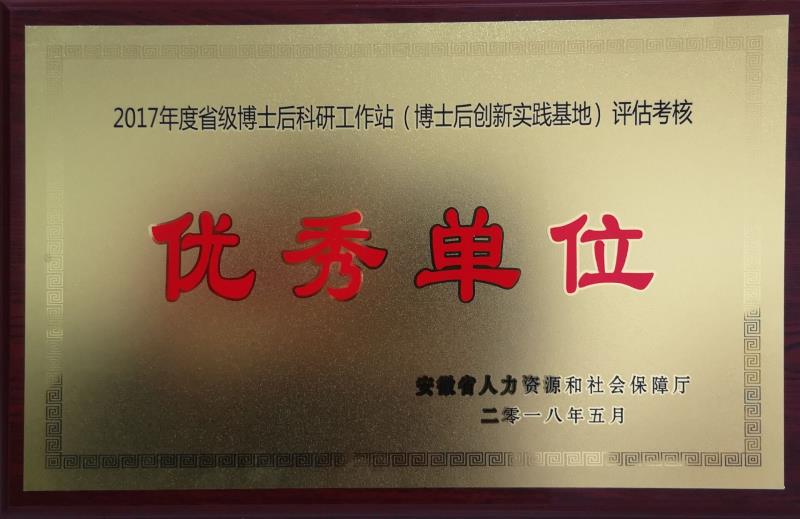 2017年度省级博士后科研工作站（博士后创新实践基地）评估考核
优秀单位
安徽省人力资源和社会保障厅
二零一八年五月